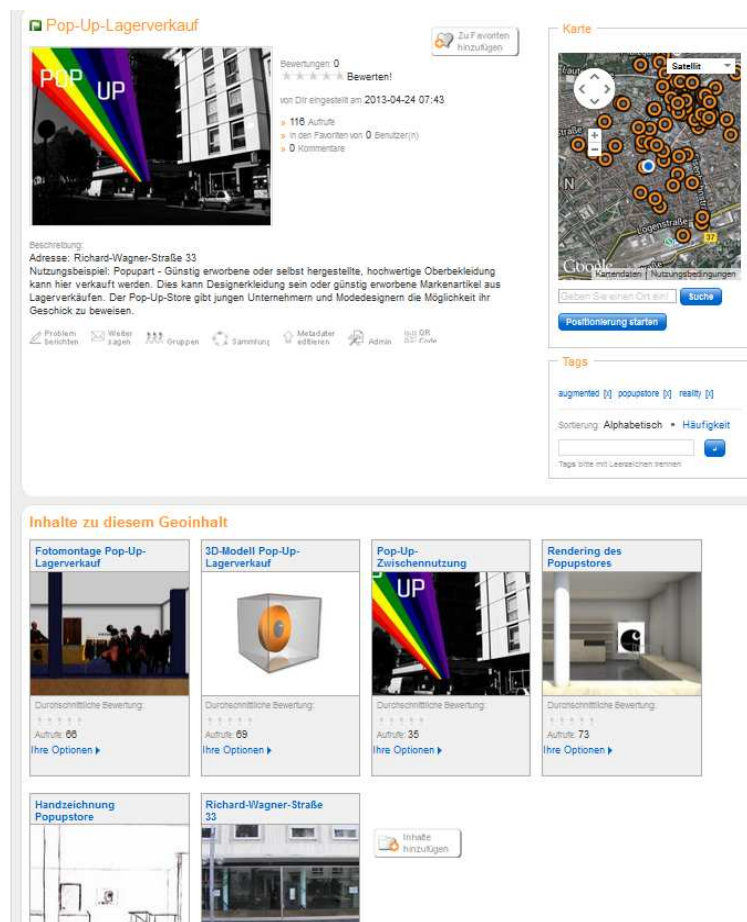 Pop-Up-Lagerverkauf
Zu Favoriten
hinzufügen
POP UP
Bewertungen: 0
Bewerten!
von Dir eingestellt am 2013-04-24 07:43
» 116 Aufrufe
» in den Favoriten von 0 Benutzer(n)
» 0 Kommentare
Beschreibung:
Adresse: Richard-Wagner-Straße 33
Nutzungsbeispiel: Popupart - Günstig erworbene oder selbst hergestellte, hochwertige Oberbekleidung
kann hier verkauft werden. Dies kann Designerkleidung sein oder günstig erworbene Markenartikel aus
Lagerverkäufen. Der Pop-Up-Store gibt jungen Unternehmern und Modedesignern die Möglichkeit ihr
Geschick zu beweisen.
Problem
berichten
Weiter
sagen
Gruppen
Sammlung
Metadaten
editieren
Admin
QR
Code
Karte
Satellit
straße
N
Logenstraße
37
Google
Kartendaten Nutzungsbedingungen
Geben Sie einen Ort ein!
Suche
Positionierung starten
Tags
augmented [x] popupstore [x] reality [x]
Sortierung: Alphabetisch • Häufigkeit
Tags bitte mit Leerzeichen trennen
Inhalte zu diesem Geoinhalt
Fotomontage Pop-Up-
Lagerverkauf
Durchschnittliche Bewertung:
Aufrufe: 66
Ihre Optionen
3D-Modell Pop-Up-
Lagerverkauf
Durchschnittliche Bewertung:
Aufrufe: 69
Ihre Optionen
Pop-Up-
Zwischennutzung
UP
Durchschnittliche Bewertung:
Aufrufe: 35
Ihre Optionen
Rendering des
Popupstores
Durchschnittliche Bewertung:
Aufrufe: 73
Ihre Optionen
Handzeichnung
Popupstore
Richard-Wagner-Straße
33
Inhalte
hinzufügen